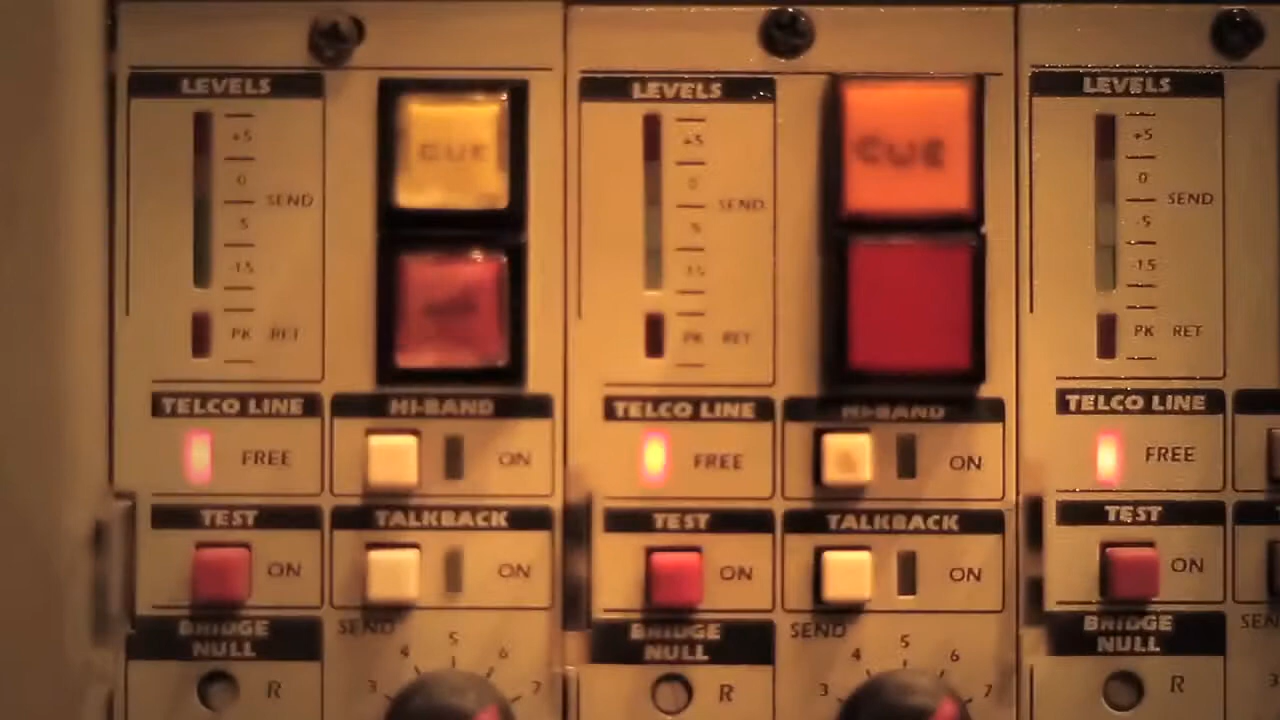 LEVELS
CUE
+5
0
SEND
5
-15
PK RET
TELCO LINE
HI-BAND
FREE
ON
TEST
TALKBACK
ON
ON
BRIDGE
NULL
SEND
5
4
6
3
7
R
LEVELS
CUE
+5
0
SEND
5
15
PK RET
TELCO LINE
HI-BAND
FREE
ON
TEST
TALKBACK
ON
ON
BRIDGE
NULL
SEND
5
4
6
3
7
R
LEVELS
+5
0
SEND
-5
-15
PK RET
TELCO LINE
FREE
TEST
ON
BRIDGE
NULL
SEN
3
R